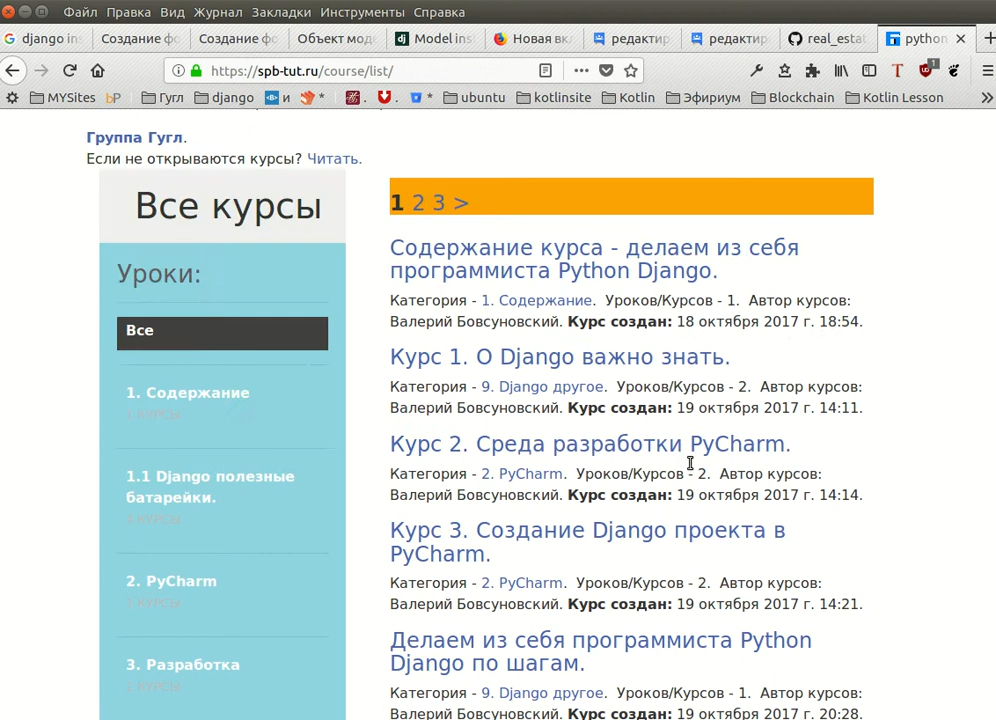 Файл Правка Вид Журнал Закладки Инструменты Справка
django in
Создание фо
Создание фо
Объект моде
Model ins
Новая вкл
редактир
редактир
real_esta
python
https://spb-tut.ru/course/list/
MYSites
bP
Гугл
django
и
*
.
.
*
ubuntu
kotlinsite
Kotlin
Эфириум
Blockchain
Kotlin Lesson
Группа Гугл.
Если не открываются курсы? Читать.
Все курсы
Уроки:
Все
1. Содержание
1.1 Django полезные
батарейки.
2. PyCharm
3. Разработка
1 2 3 >
Содержание курса - делаем из себя
программиста Python Django.
Категория - 1. Содержание. Уроков/Курсов - 1. Автор курсов:
Валерий Бовсуновский. Курс создан: 18 октября 2017 г. 18:54.
Курс 1. О Django важно знать.
Категория - 9. Django другое. Уроков/Курсов - 2. Автор курсов:
Валерий Бовсуновский. Курс создан: 19 октября 2017 г. 14:11.
Курс 2. Среда разработки PyCharm.
Категория - 2. PyCharm. Уроков/Курсов - 2. Автор курсов:
Валерий Бовсуновский. Курс создан: 19 октября 2017 г. 14:14.
Курс 3. Создание Django проекта в
PyCharm.
Категория - 2. PyCharm. Уроков/Курсов - 2. Автор курсов:
Валерий Бовсуновский. Курс создан: 19 октября 2017 г. 14:21.
Делаем из себя программиста Python
Django по шагам.
Категория - 9. Django другое. Уроков/Курсов - 1. Автор курсов:
Валерий Бовсуновский. Курс создан: 19 октября 2017 г. 20:28.